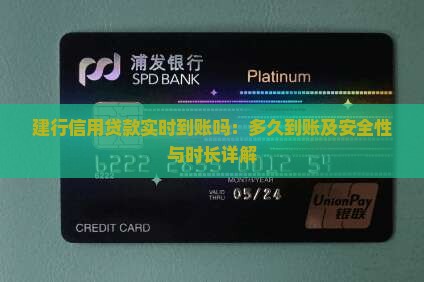 浦发银行
SPD BANK
Platinum
建行信用贷款实时到账吗：多久到账及安全性
与时长详解
MONTH/YEAR
VALID
THRU
05/24
CREDIT CARD
UnionPay
银联